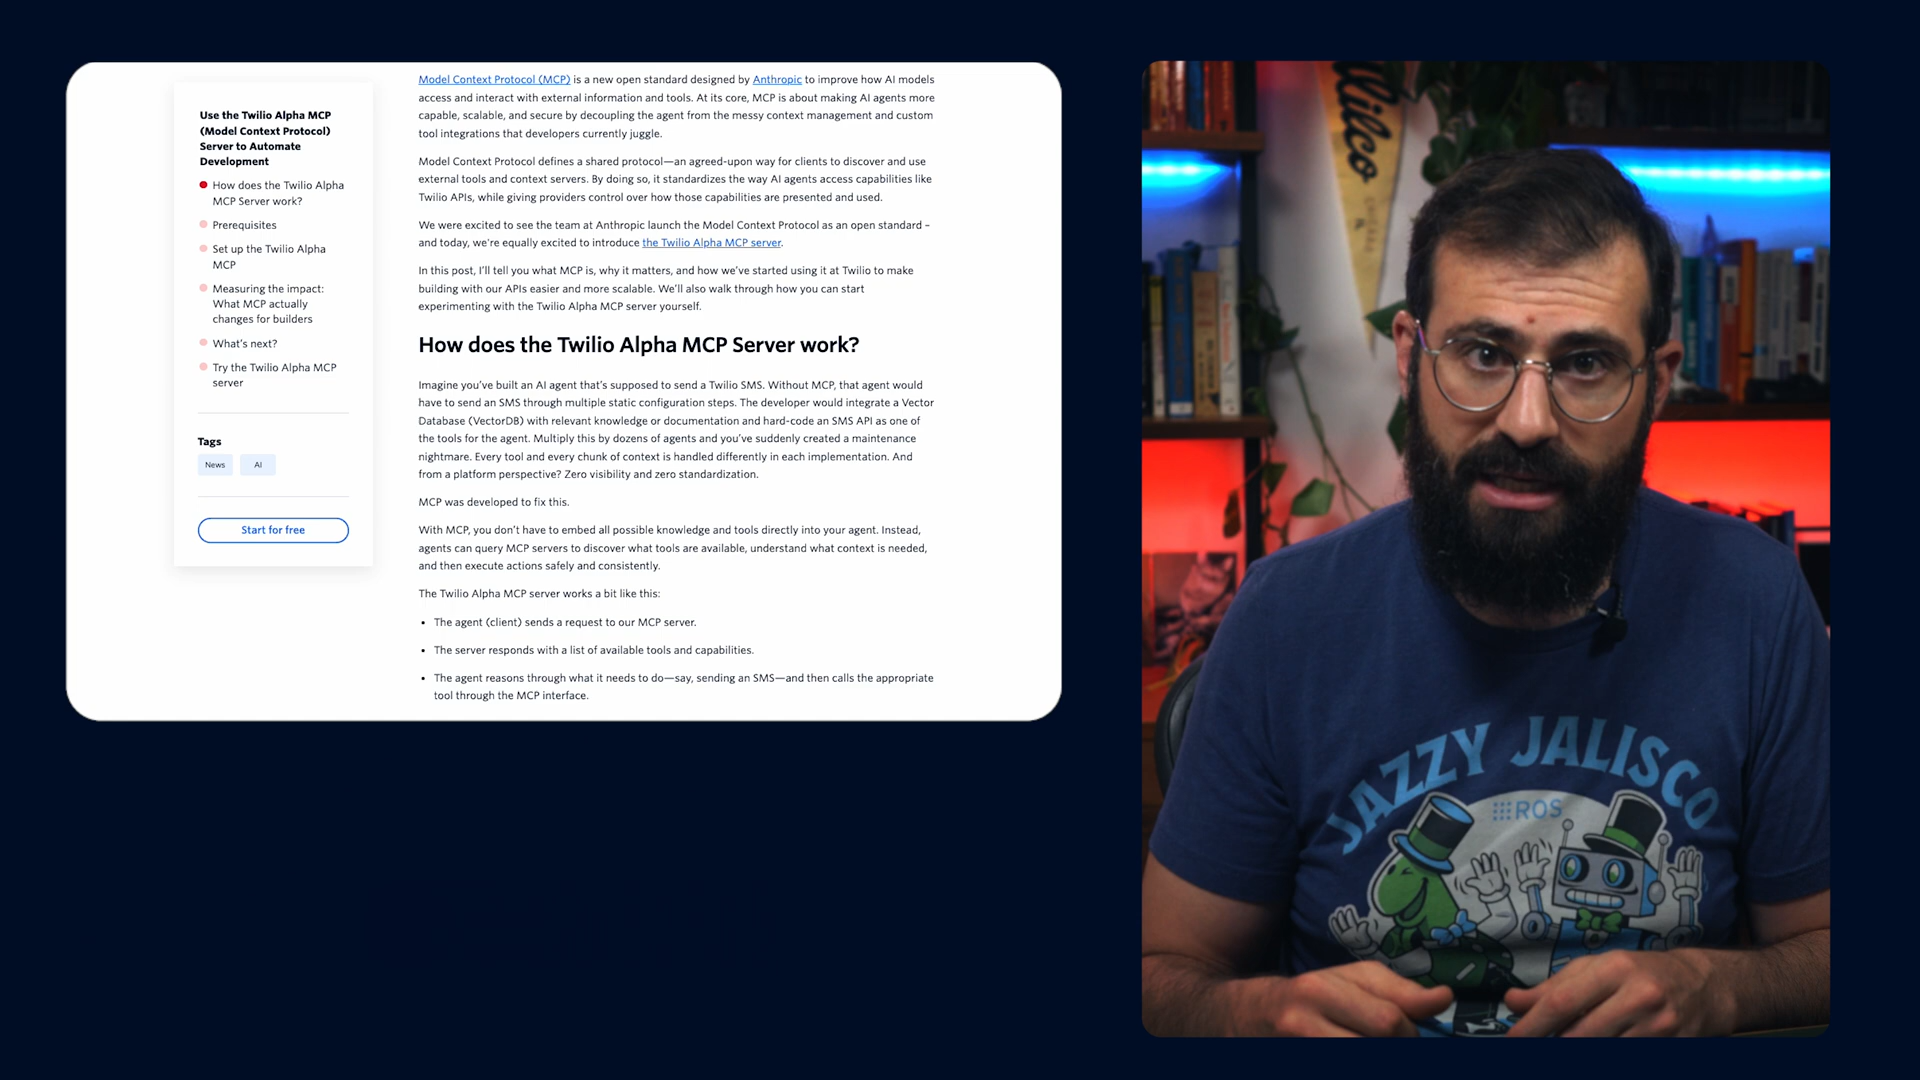 Use the Twilio Alpha MCP
(Model Context Protocol)
Server to Automate
Development
How does the Twilio Alpha
MCP Server work?
Prerequisites
Set up the Twilio Alpha
MCP
Measuring the impact:
What MCP actually
changes for builders
What's next?
Try the Twilio Alpha MCP
server
Tags
News
AI
Start for free
Model Context Protocol (MCP) is a new open standard designed by Anthropic to improve how AI models
access and interact with external information and tools. At its core, MCP is about making AI agents more
capable, scalable, and secure by decoupling the agent from the messy context management and custom
tool integrations that developers currently juggle.
Model Context Protocol defines a shared protocol—an agreed-upon way for clients to discover and use
external tools and context servers. By doing so, it standardizes the way AI agents access capabilities like
Twilio APIs, while giving providers control over how those capabilities are presented and used.
We were excited to see the team at Anthropic launch the Model Context Protocol as an open standard –
and today, we're equally excited to introduce the Twilio Alpha MCP server.
In this post, I'll tell you what MCP is, why it matters, and how we've started using it at Twilio to make
building with our APIs easier and more scalable. We'll also walk through how you can start
experimenting with the Twilio Alpha MCP server yourself.
How does the Twilio Alpha MCP Server work?
Imagine you've built an AI agent that's supposed to send a Twilio SMS. Without MCP, that agent would
have to send an SMS through multiple static configuration steps. The developer would integrate a Vector
Database (VectorDB) with relevant knowledge or documentation and hard-code an SMS API as one of
the tools for the agent. Multiply this by dozens of agents and you've suddenly created a maintenance
nightmare. Every tool and every chunk of context is handled differently in each implementation. And
from a platform perspective? Zero visibility and zero standardization.
MCP was developed to fix this.
With MCP, you don't have to embed all possible knowledge and tools directly into your agent. Instead,
agents can query MCP servers to discover what tools are available, understand what context is needed,
and then execute actions safely and consistently.
The Twilio Alpha MCP server works a bit like this:
• The agent (client) sends a request to our MCP server.
• The server responds with a list of available tools and capabilities.
• The agent reasons through what it needs to do—say, sending an SMS—and then calls the appropriate
tool through the MCP interface.
Wilco
JAZZY JALISCO
ROS